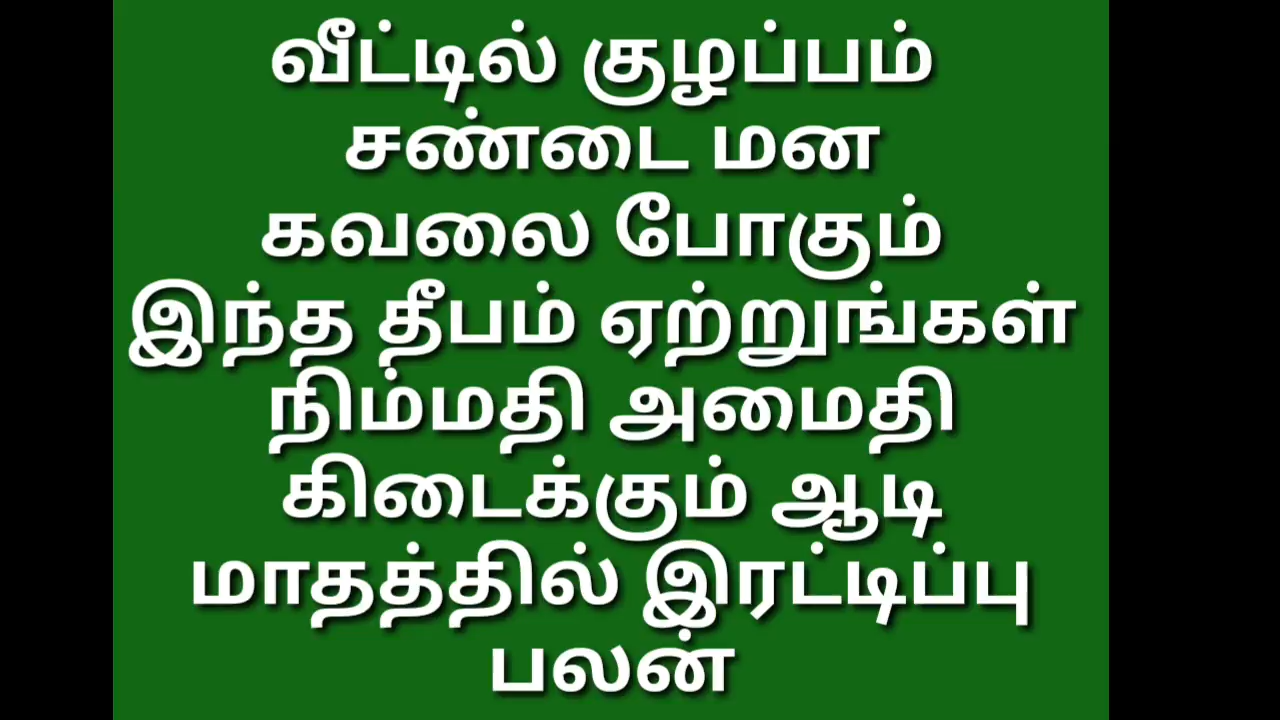 வீட்டில் குழப்பம்
சண்டை மன
கவலை போகும்
இந்த தீபம் ஏற்றுங்கள்
நிம்மதி அமைதி
கிடைக்கும் ஆடி
மாதத்தில் இரட்டிப்பு
பலன்